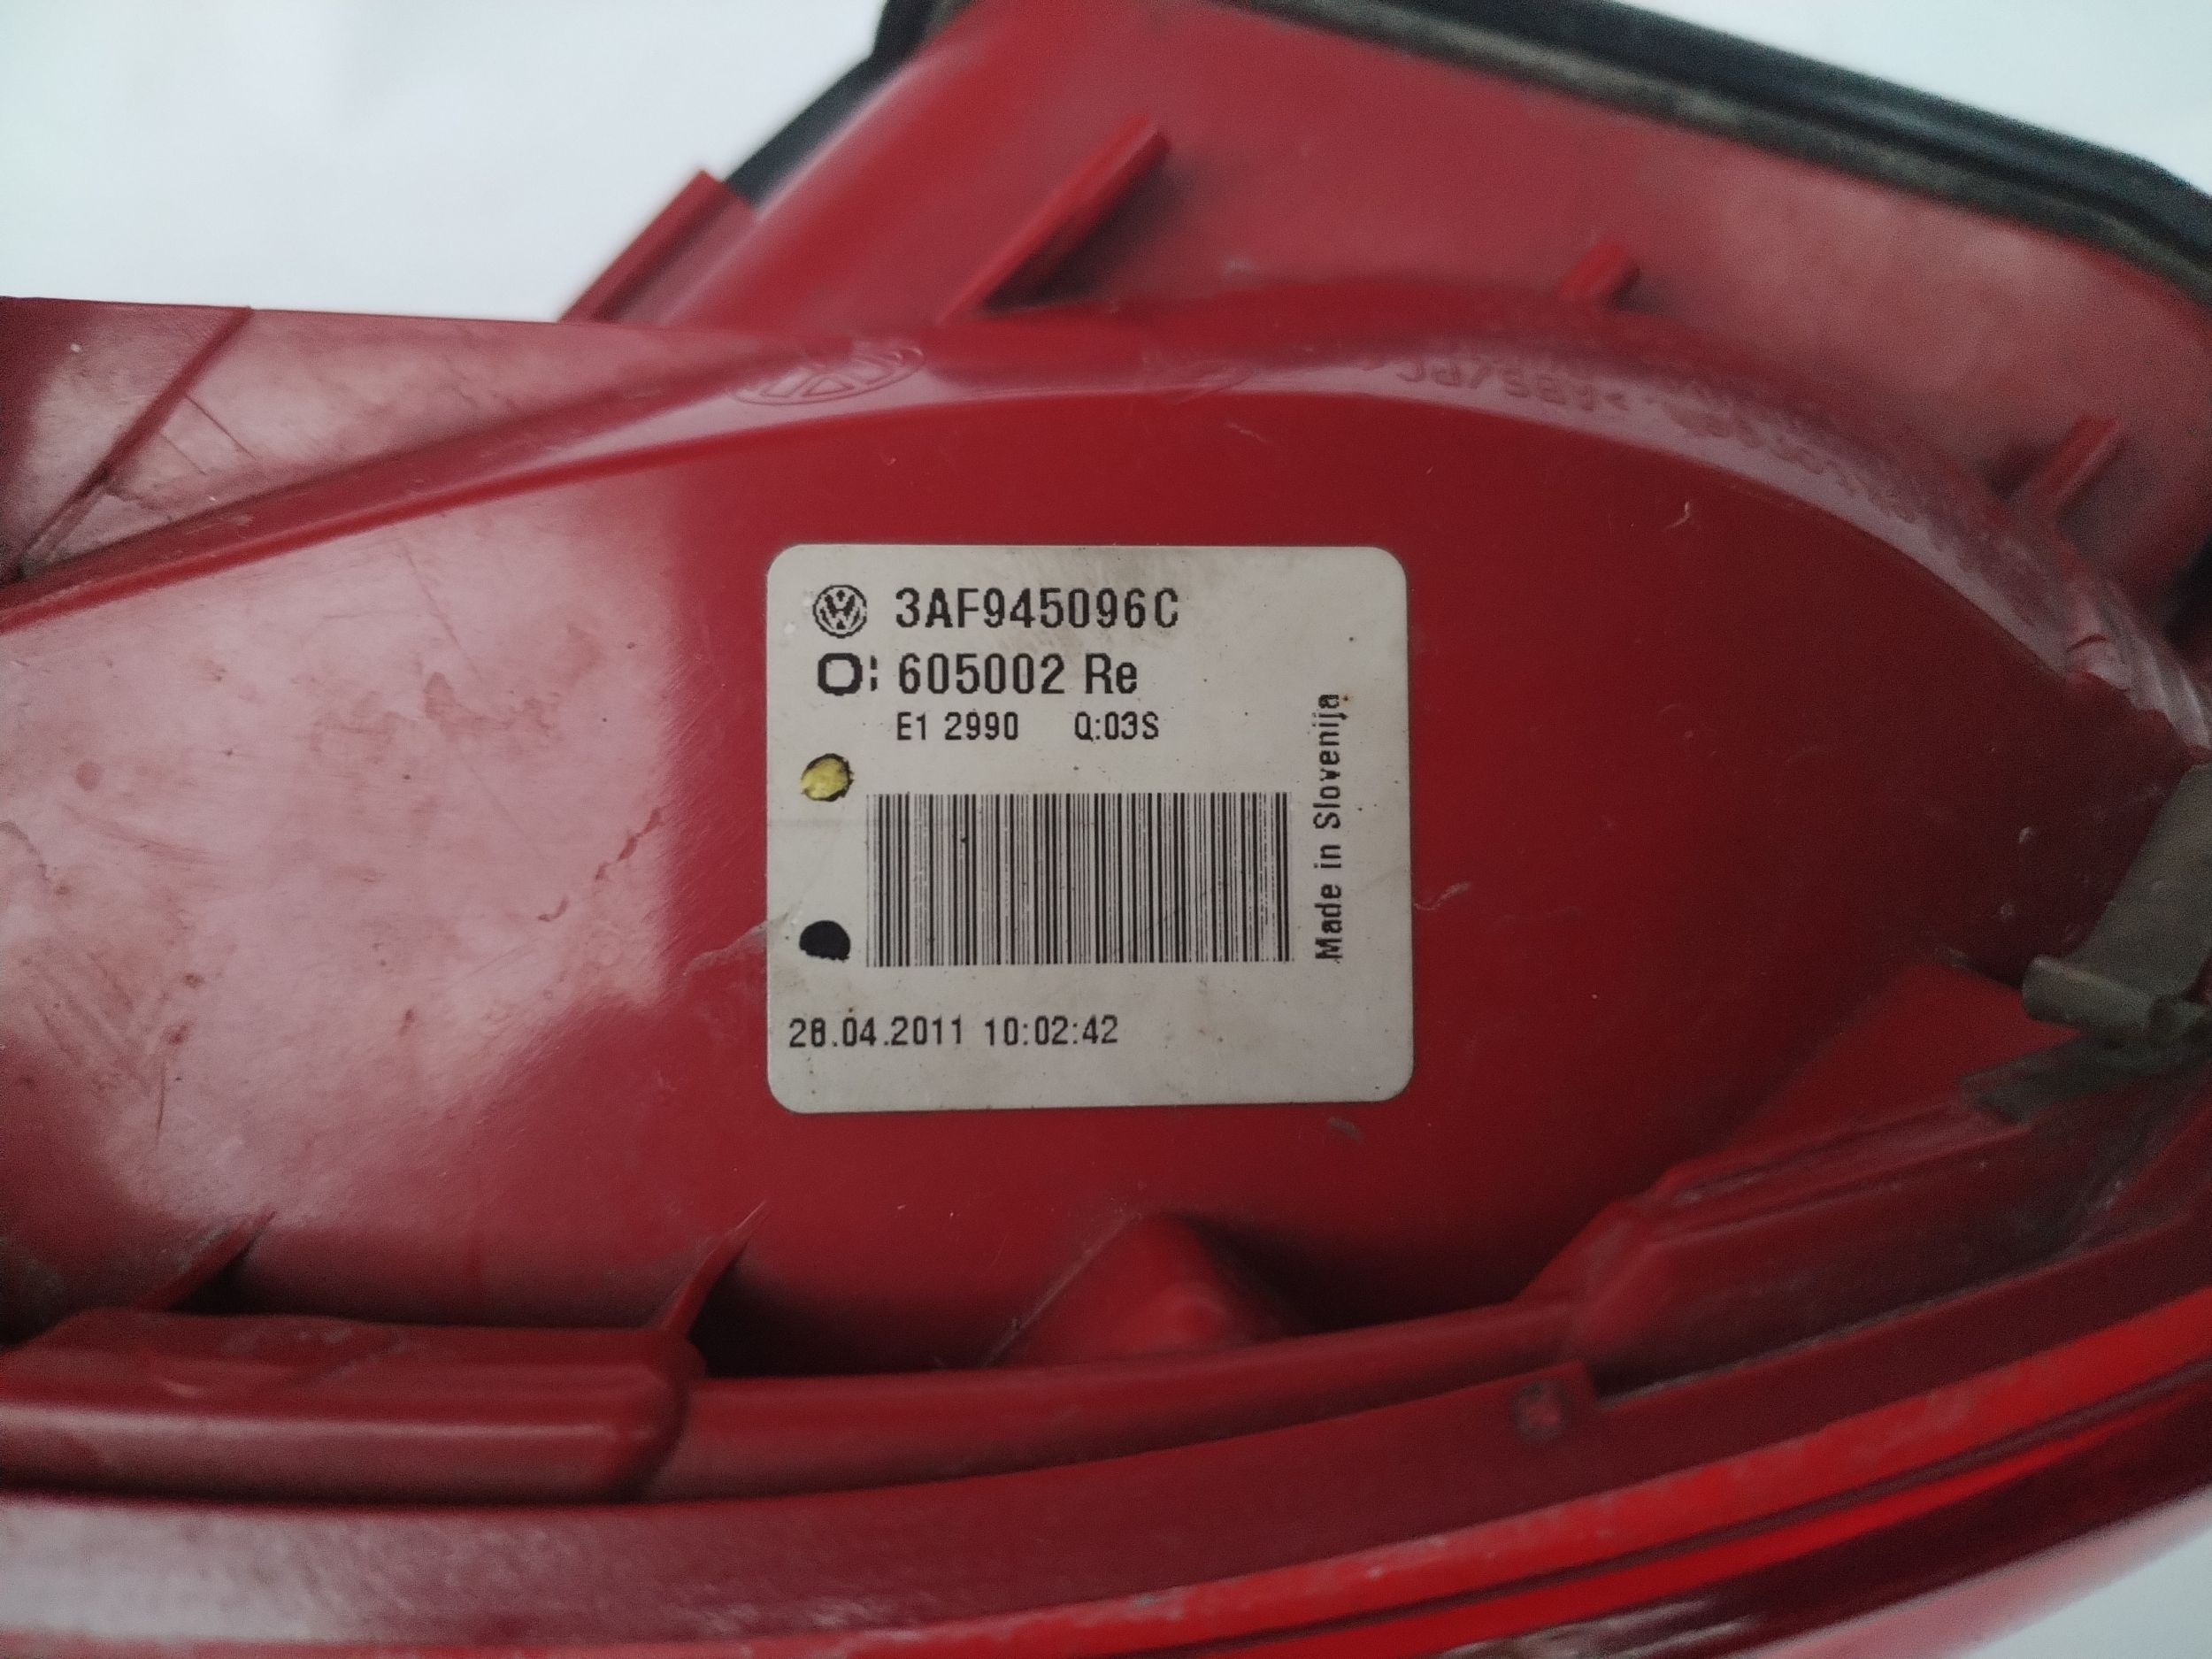 3AF945096C
O: 605002 Re
E1 2990 Q:03S
Made in Slovenija
28.04.2011 10:02:42